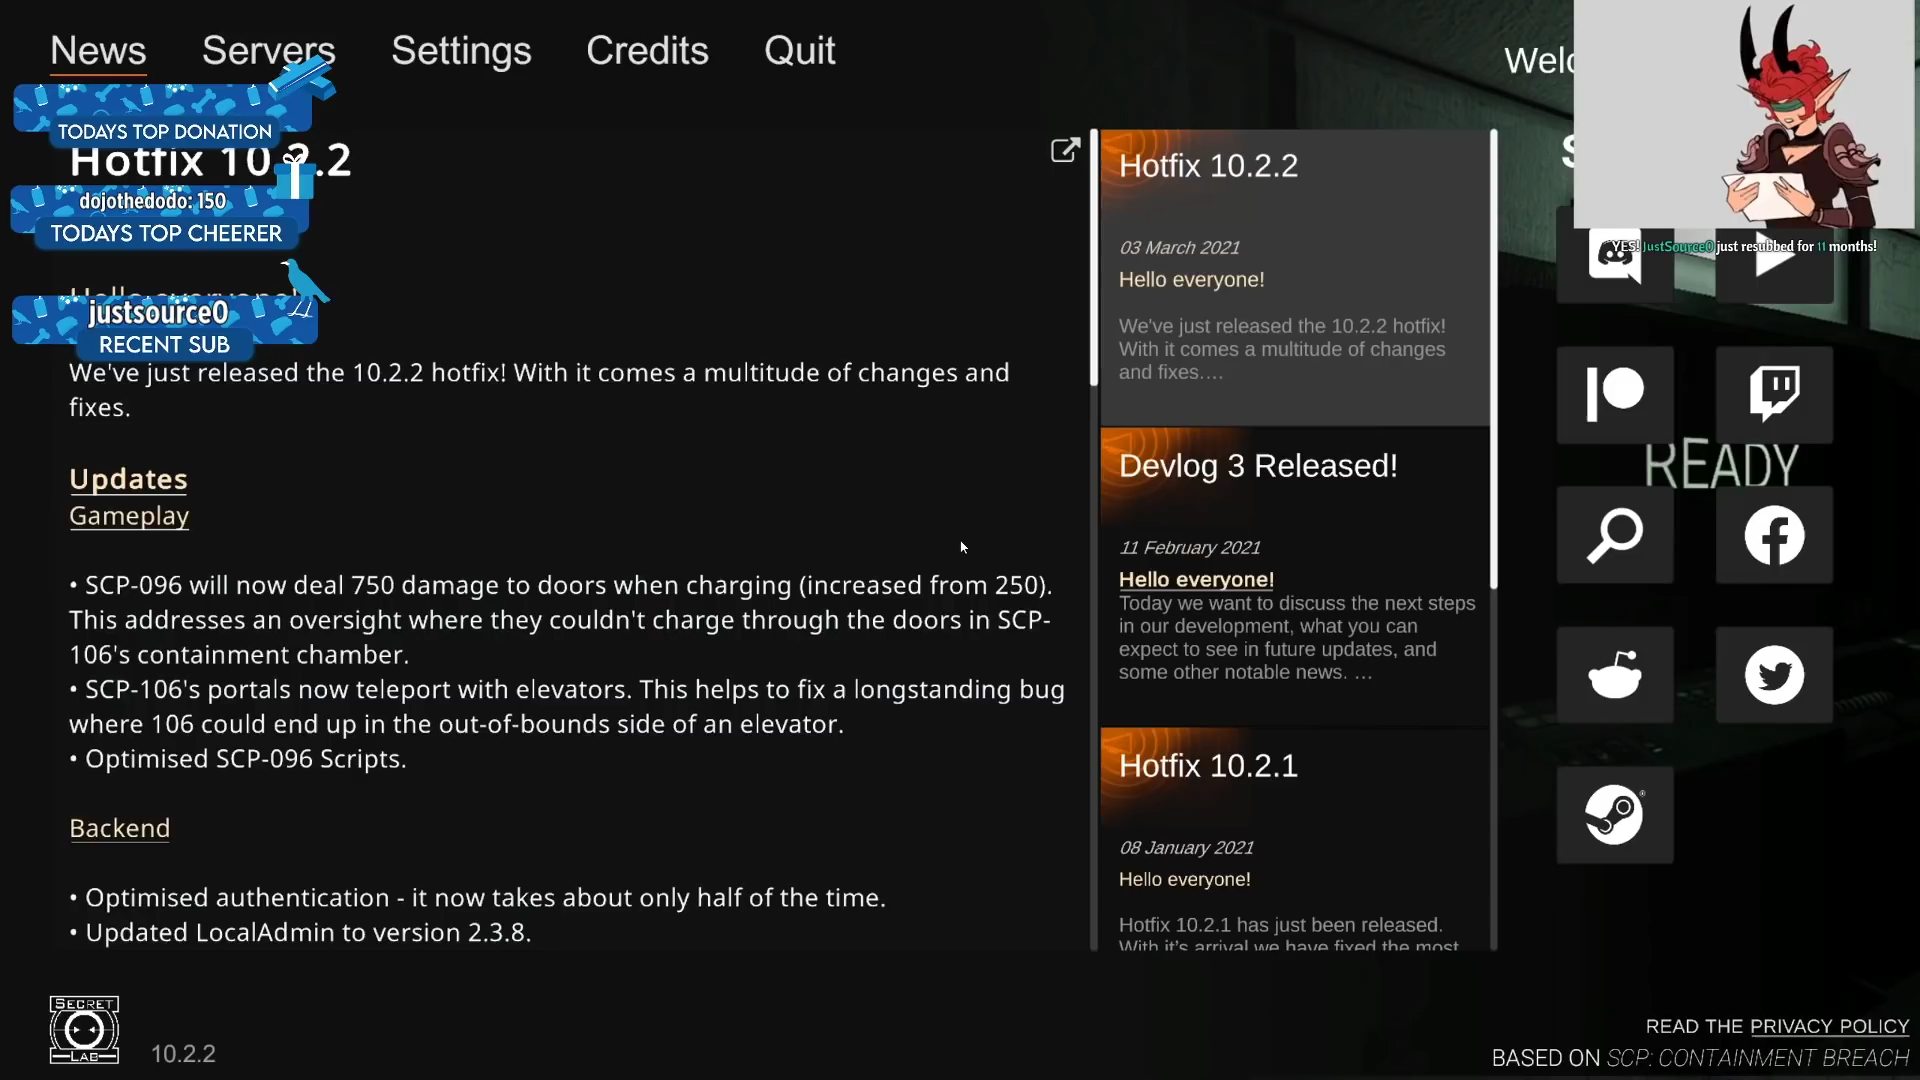 News Servers Settings Credits Quit
TODAYS TOP DONATION
Hotfix 10.2.2
dojothedodo: 150
TODAYS TOP CHEERER
Hello everyone!
justsource0
RECENT SUB
We've just released the 10.2.2 hotfix! With it comes a multitude of changes and
fixes.
Updates
Gameplay
• SCP-096 will now deal 750 damage to doors when charging (increased from 250).
This addresses an oversight where they couldn't charge through the doors in SCP-
106's containment chamber.
• SCP-106's portals now teleport with elevators. This helps to fix a longstanding bug
where 106 could end up in the out-of-bounds side of an elevator.
• Optimised SCP-096 Scripts.
Backend
• Optimised authentication - it now takes about only half of the time.
• Updated LocalAdmin to version 2.3.8.
Hotfix 10.2.2
03 March 2021
Hello everyone!
We've just released the 10.2.2 hotfix!
With it comes a multitude of changes
and fixes....
Devlog 3 Released!
11 February 2021
Hello everyone!
Today we want to discuss the next steps
in our development, what you can
expect to see in future updates, and
some other notable news. ...
Hotfix 10.2.1
08 January 2021
Hello everyone!
Hotfix 10.2.1 has just been released.
With it's arrival we have fixed the most
YES! JustSource0 just resubbed for 11 months!
READY
SECRET
LAB
10.2.2
READ THE PRIVACY POLICY
BASED ON SCP: CONTAINMENT BREACH